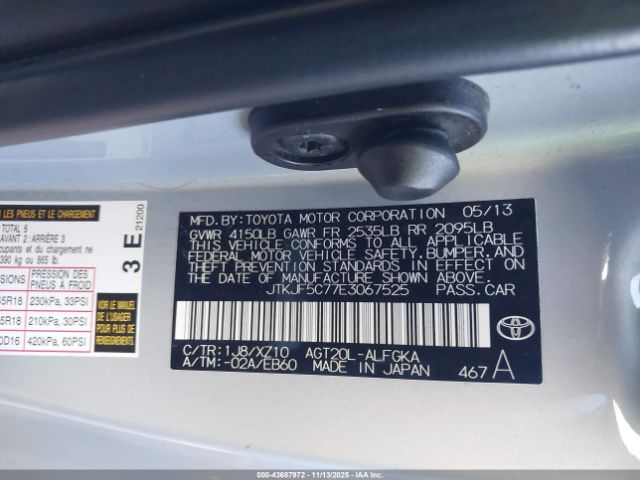 LES PNEUS ET LE CHARGEMENT
TOTAL 5
AVANT 2: ARRIÈRE 3
occupants et du chargement ne
390 kg ou 865 lb.
PRESSION DES
PNEUS À FROID
5R18 230kPa, 33PSI
5R18 210kPa, 30PSI
0D16 420kPa, 60PSI
3 E 21200
VOIR LE MANUEL
DE L'USAGER
POUR PLUS DE
RENSEIGNEMENTS
MFD. BY: TOYOTA MOTOR CORPORATION 05/13
GVWR 4150LB GAWR FR 2535LB RR 2095LB
THIS VEHICLE CONFORMS TO ALL APPLICABLE
FEDERAL MOTOR VEHICLE SAFETY, BUMPER, AND
THEFT PREVENTION STANDARDS IN EFFECT ON
THE DATE OF MANUFACTURE SHOWN ABOVE.
JTKJF5C77E3067525 PASS. CAR
C/TR: 1J8/XZ10 AGT20L-ALFGKA
A/TM: -02A/EB60 MADE IN JAPAN 467 A
TOYOTA
000-43687972 - 11/13/2025 - IAAI.COM